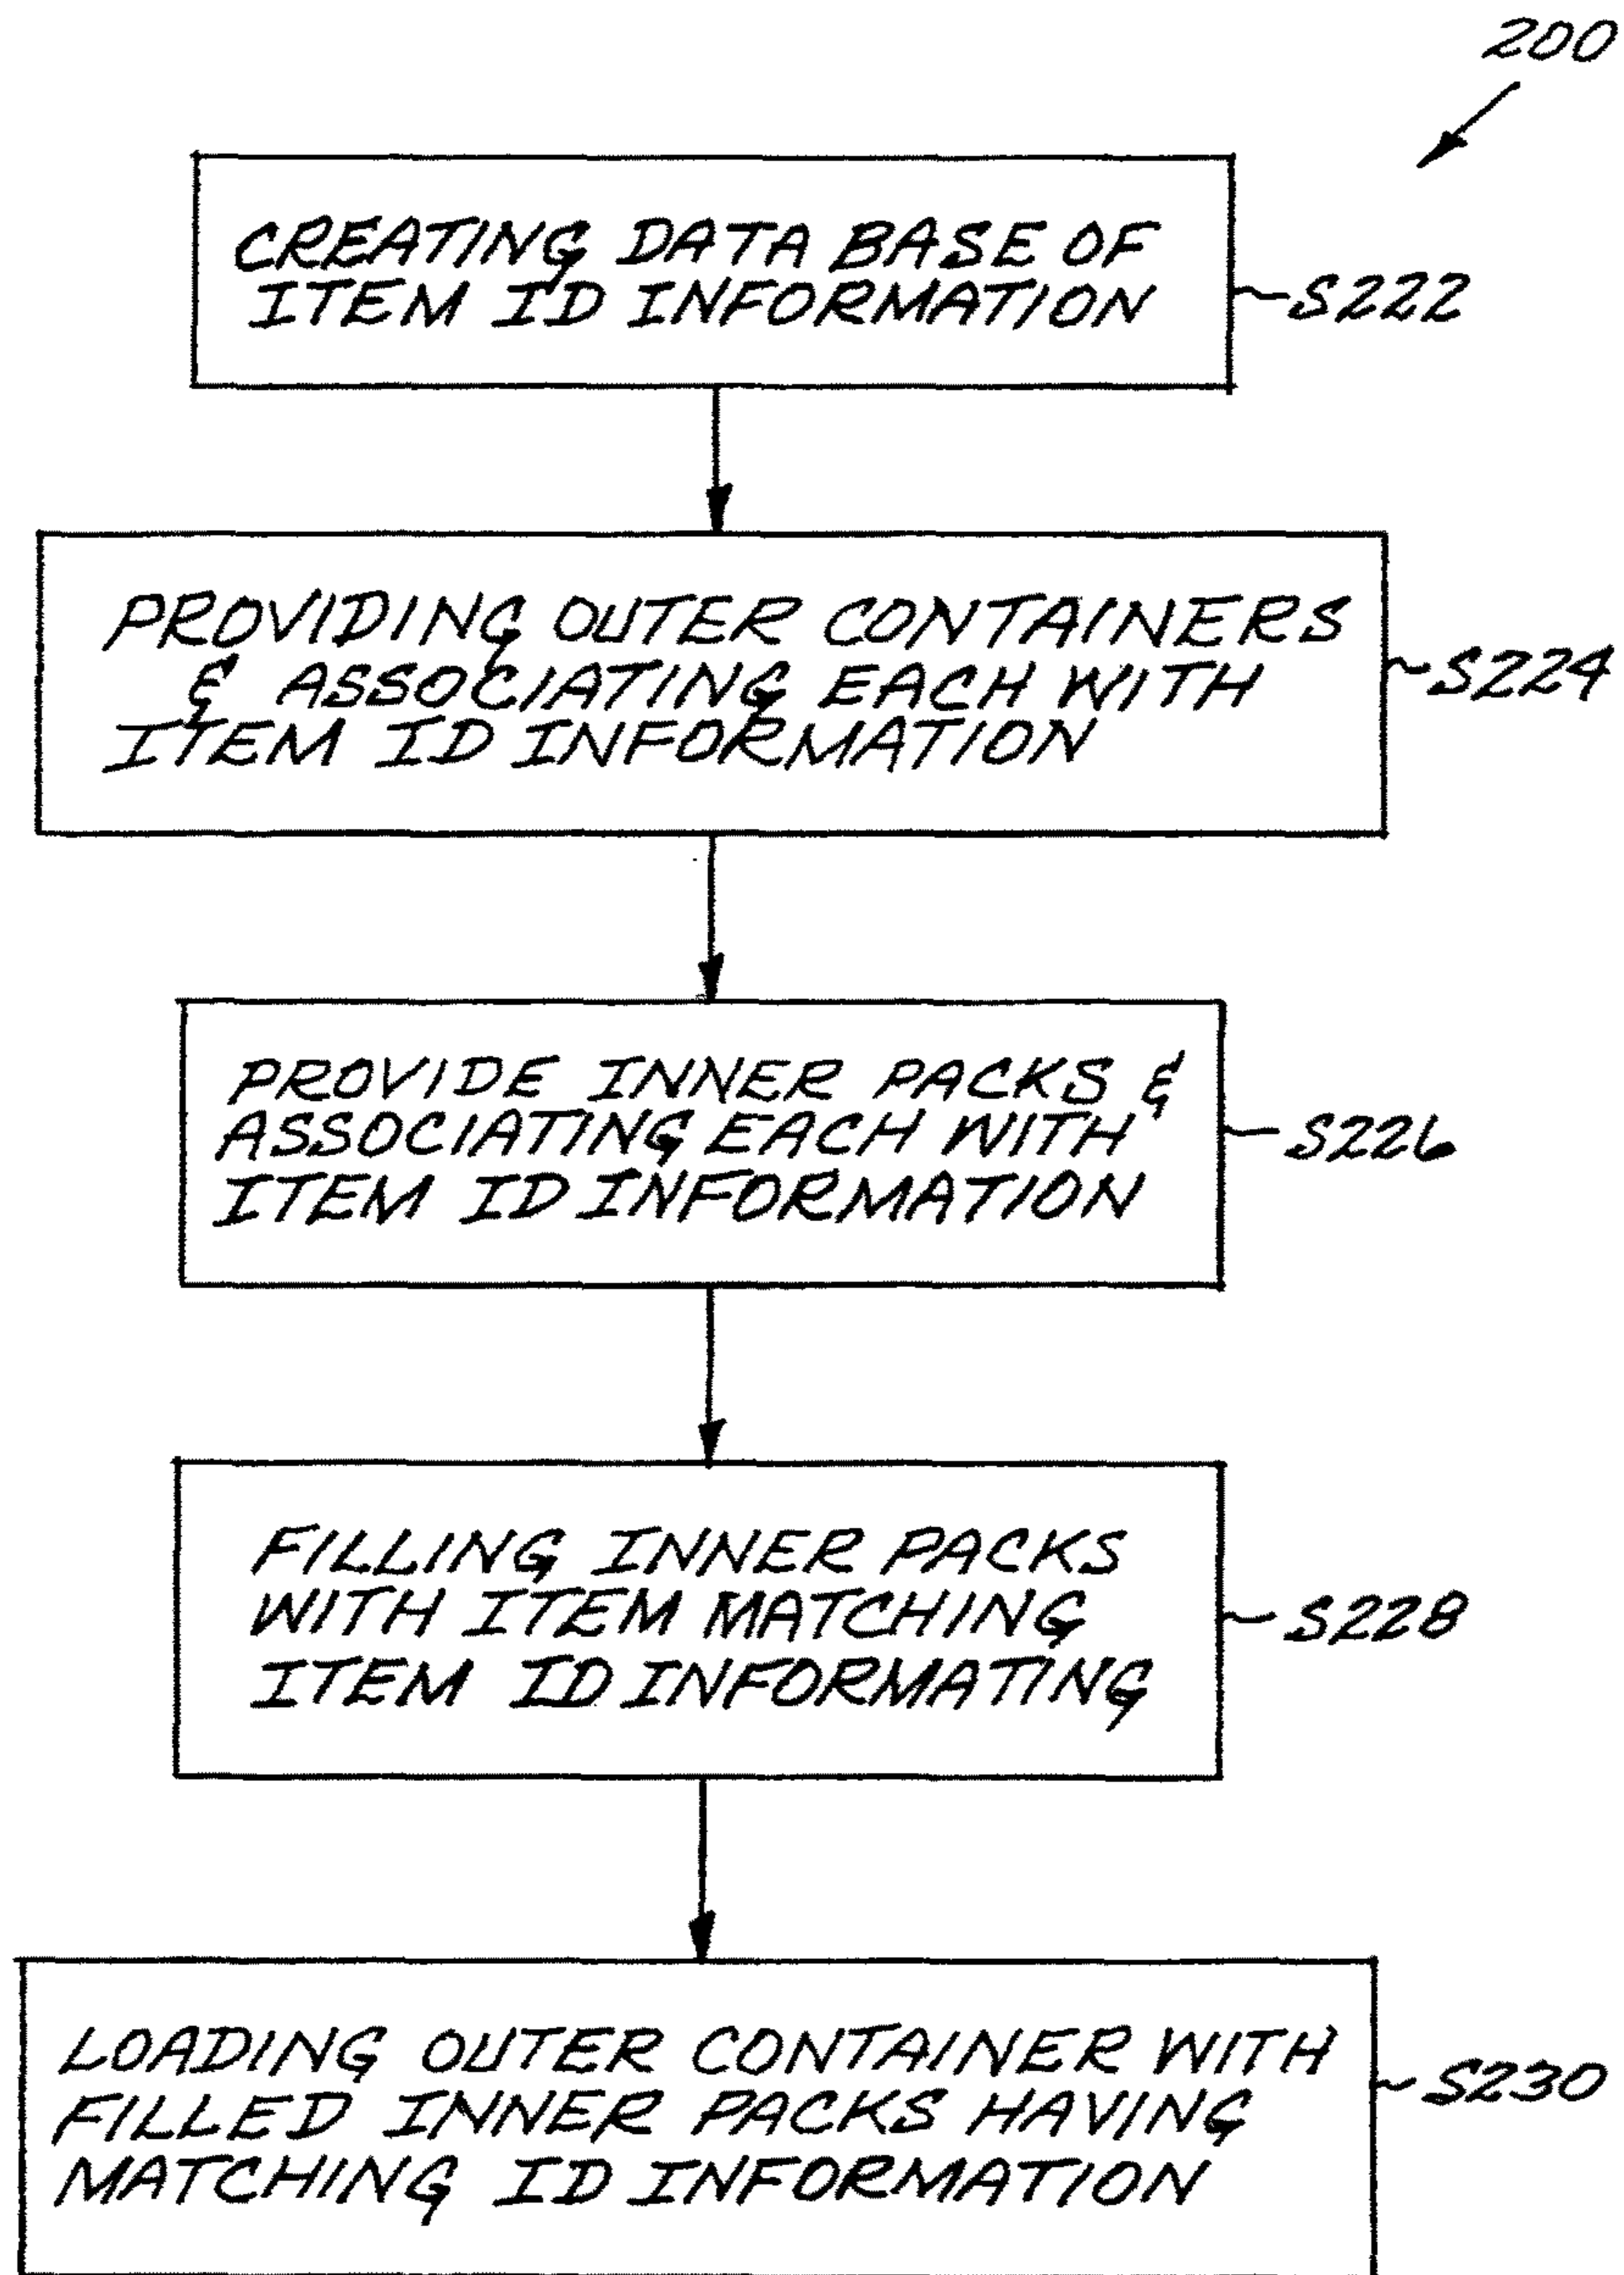 200
CREATING DATA BASE OF
ITEM ID INFORMATION
S222
PROVIDING OUTER CONTAINERS
& ASSOCIATING EACH WITH
ITEM ID INFORMATION
S224
PROVIDE INNER PACKS &
ASSOCIATING EACH WITH
ITEM ID INFORMATION
S226
FILLING INNER PACKS
WITH ITEM MATCHING
ITEM ID INFORMATING
S228
LOADING OUTER CONTAINER WITH
FILLED INNER PACKS HAVING
MATCHING ID INFORMATION
S230